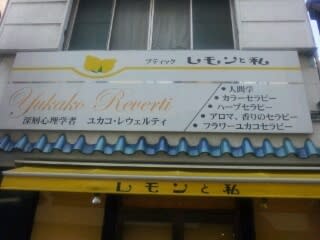 ブティック レモンと私
Yukako Reverti
深層心理学者 ユカコ・レウェルティ
・人間学
・カラーセラピー
・ハーブセラピー
・アロマ、香りのセラピー
・フラワーユカコセラピー
レモンと私